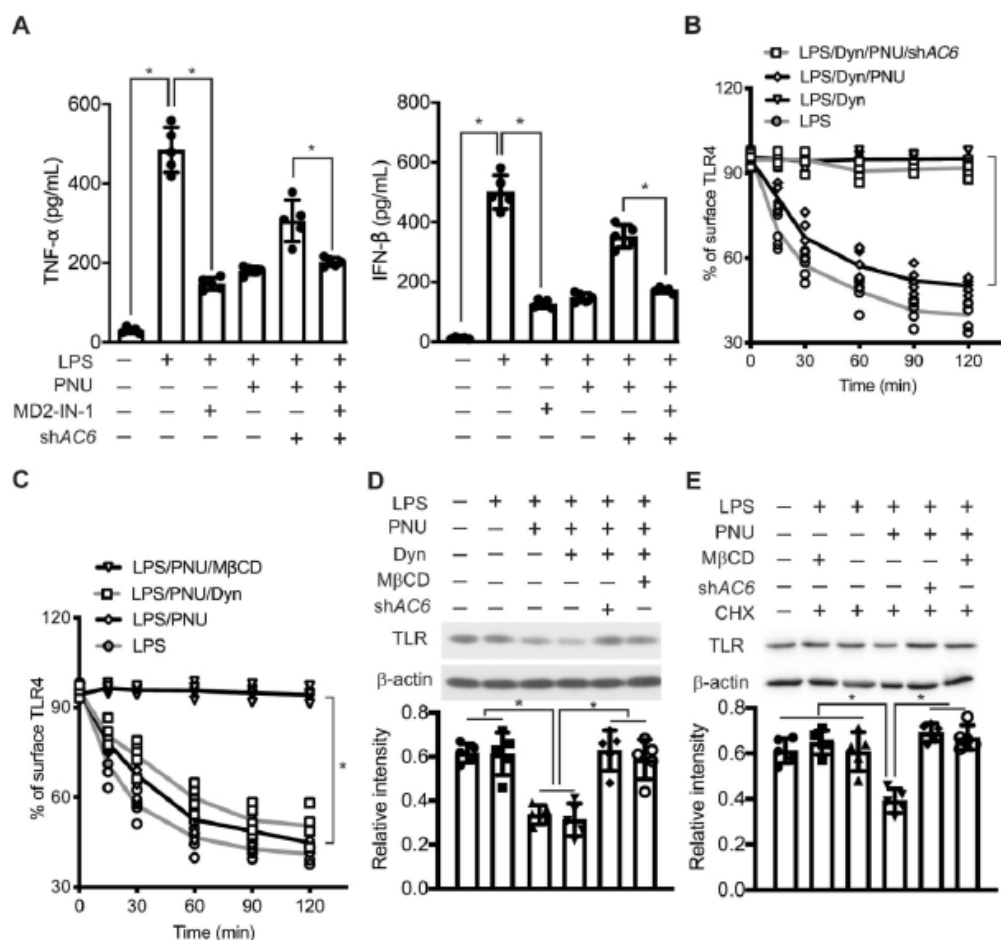 A
TNF-α (pg/mL)
600
400
200
0
LPS − + + + + +
PNU − − − + + +
MD2-IN-1 − − + − − +
shAC6 − − − − + +
* * *
IFN-β (pg/mL)
800
600
400
200
0
− + + + + +
− − − + + +
− − + − − +
− − − − + +
* * *
B
LPS/Dyn/PNU/shAC6
LPS/Dyn/PNU
LPS/Dyn
LPS
% of surface TLR4
90
60
30
0 30 60 90 120
Time (min)
C
LPS/PNU/MβCD
LPS/PNU/Dyn
LPS/PNU
LPS
% of surface TLR4
90
60
30
*
0 30 60 90 120
Time (min)
D
LPS − + + + + +
PNU − − + + + +
Dyn − − − + + +
MβCD − − − − − +
shAC6 − − − − + −
TLR
β-actin
* *
Relative intensity
0.8
0.6
0.4
0.2
0.0
E
LPS − + + + + +
PNU − − − + + +
MβCD − + − − − +
shAC6 − − − − + −
CHX − + + + + +
TLR
β-actin
* *
Relative intensity
0.8
0.6
0.4
0.2
0.0